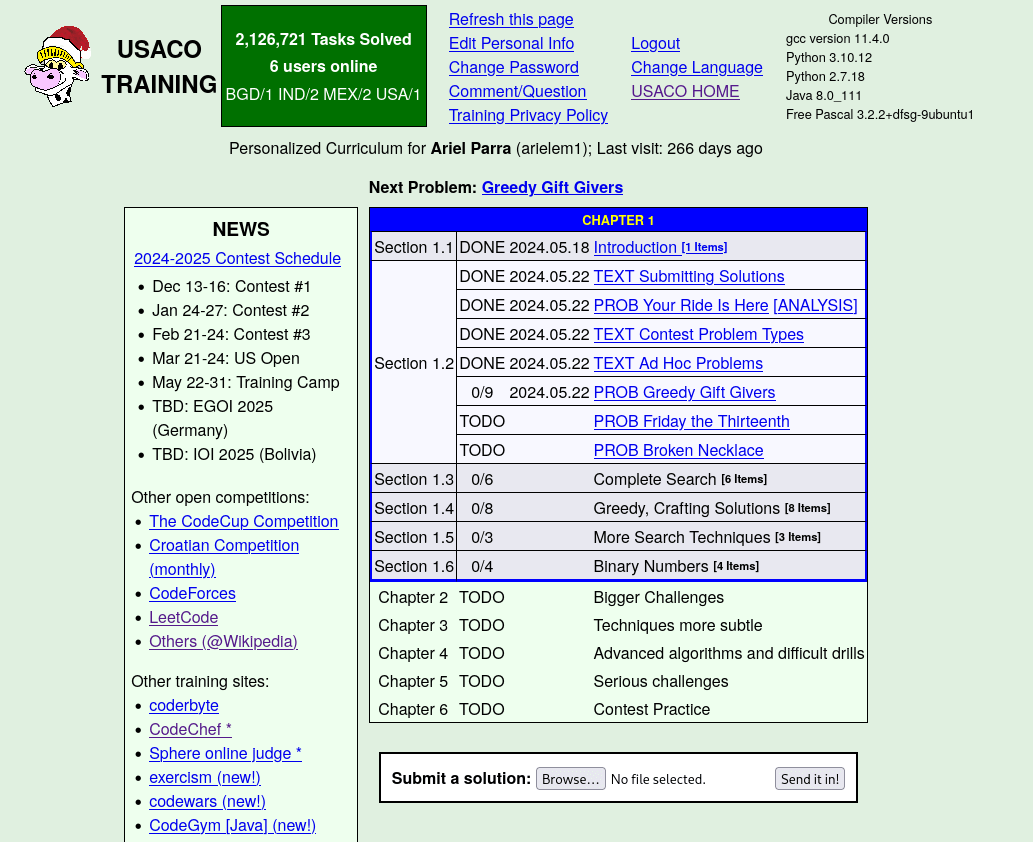 USACO
TRAINING
2,126,721 Tasks Solved
6 users online
BGD/1 IND/2 MEX/2 USA/1
Refresh this page
Edit Personal Info
Logout
Change Password
Change Language
Comment/Question
USACO HOME
Training Privacy Policy
Compiler Versions
gcc version 11.4.0
Python 3.10.12
Python 2.7.18
Java 8.0_111
Free Pascal 3.2.2+dfsg-9ubuntu1
Personalized Curriculum for Ariel Parra (arielem1); Last visit: 266 days ago
Next Problem: Greedy Gift Givers
NEWS
2024-2025 Contest Schedule
• Dec 13-16: Contest #1
• Jan 24-27: Contest #2
• Feb 21-24: Contest #3
• Mar 21-24: US Open
• May 22-31: Training Camp
• TBD: EGOI 2025
(Germany)
• TBD: IOI 2025 (Bolivia)
Other open competitions:
• The CodeCup Competition
• Croatian Competition
(monthly)
• CodeForces
• LeetCode
• Others (@Wikipedia)
Other training sites:
• coderbyte
• CodeChef *
• Sphere online judge *
• exercism (new!)
• codewars (new!)
• CodeGym [Java] (new!)
CHAPTER 1
Section 1.1 DONE 2024.05.18 Introduction [1 Items]
Section 1.2 DONE 2024.05.22 TEXT Submitting Solutions
DONE 2024.05.22 PROB Your Ride Is Here [ANALYSIS]
DONE 2024.05.22 TEXT Contest Problem Types
DONE 2024.05.22 TEXT Ad Hoc Problems
0/9 2024.05.22 PROB Greedy Gift Givers
TODO PROB Friday the Thirteenth
TODO PROB Broken Necklace
Section 1.3 0/6 Complete Search [6 Items]
Section 1.4 0/8 Greedy, Crafting Solutions [8 Items]
Section 1.5 0/3 More Search Techniques [3 Items]
Section 1.6 0/4 Binary Numbers [4 Items]
Chapter 2 TODO Bigger Challenges
Chapter 3 TODO Techniques more subtle
Chapter 4 TODO Advanced algorithms and difficult drills
Chapter 5 TODO Serious challenges
Chapter 6 TODO Contest Practice
Submit a solution: Browse... No file selected. Send it in!